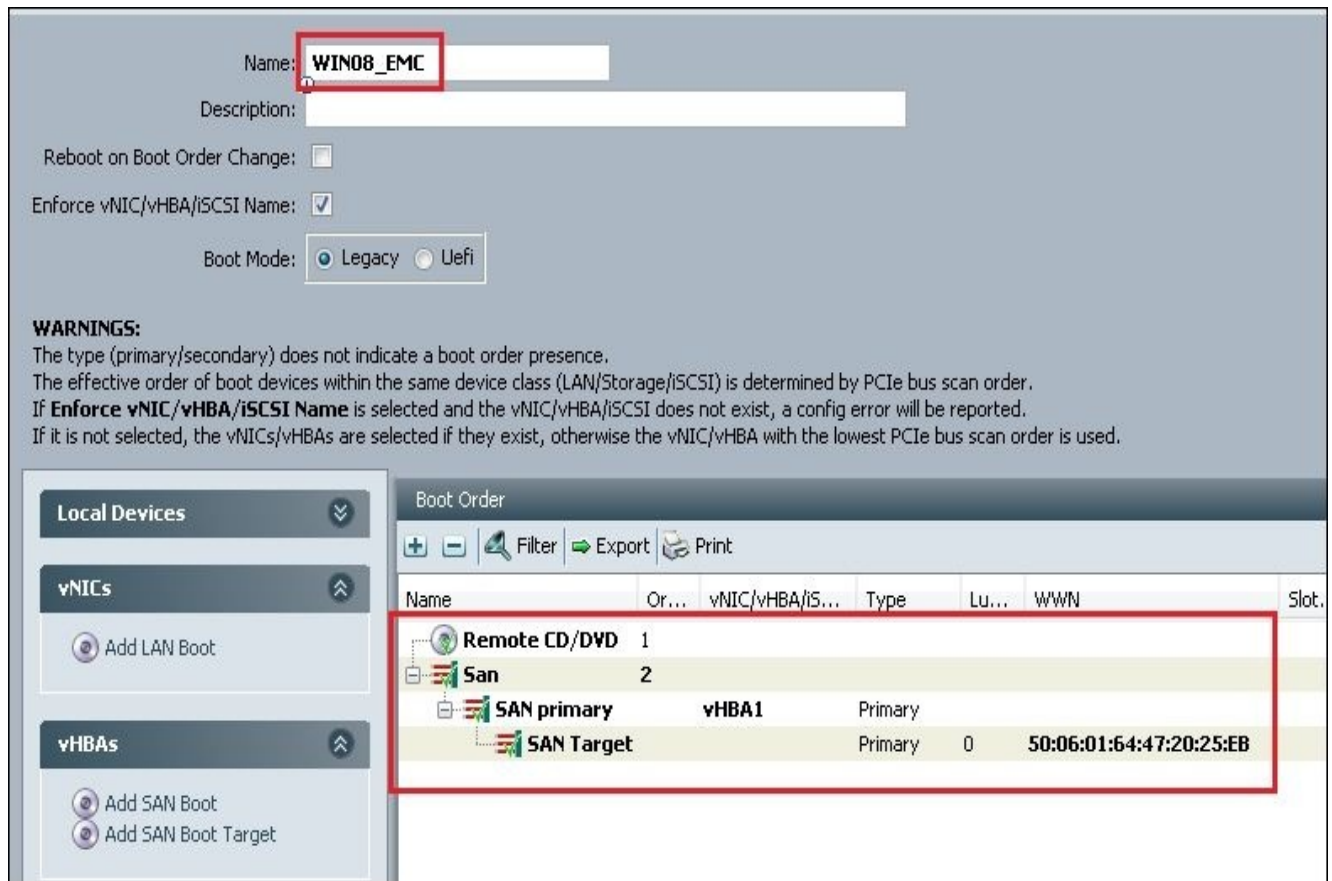 Name: WIN08_EMC
Description:
Reboot on Boot Order Change:
Enforce vNIC/vHBA/iSCSI Name:
Boot Mode: Legacy Uefi
WARNINGS:
The type (primary/secondary) does not indicate a boot order presence.
The effective order of boot devices within the same device class (LAN/Storage/iSCSI) is determined by PCIe bus scan order.
If Enforce vNIC/vHBA/iSCSI Name is selected and the vNIC/vHBA/iSCSI does not exist, a config error will be reported.
If it is not selected, the vNICs/vHBAs are selected if they exist, otherwise the vNIC/vHBA with the lowest PCIe bus scan order is used.
Local Devices
vNICs
Add LAN Boot
vHBAs
Add SAN Boot
Add SAN Boot Target
Boot Order
Filter Export Print
Name Or... vNIC/vHBA/iS... Type Lu... WWN Slot.
Remote CD/DVD 1
San 2
SAN primary vHBA1 Primary
SAN Target Primary 0 50:06:01:64:47:20:25:EB